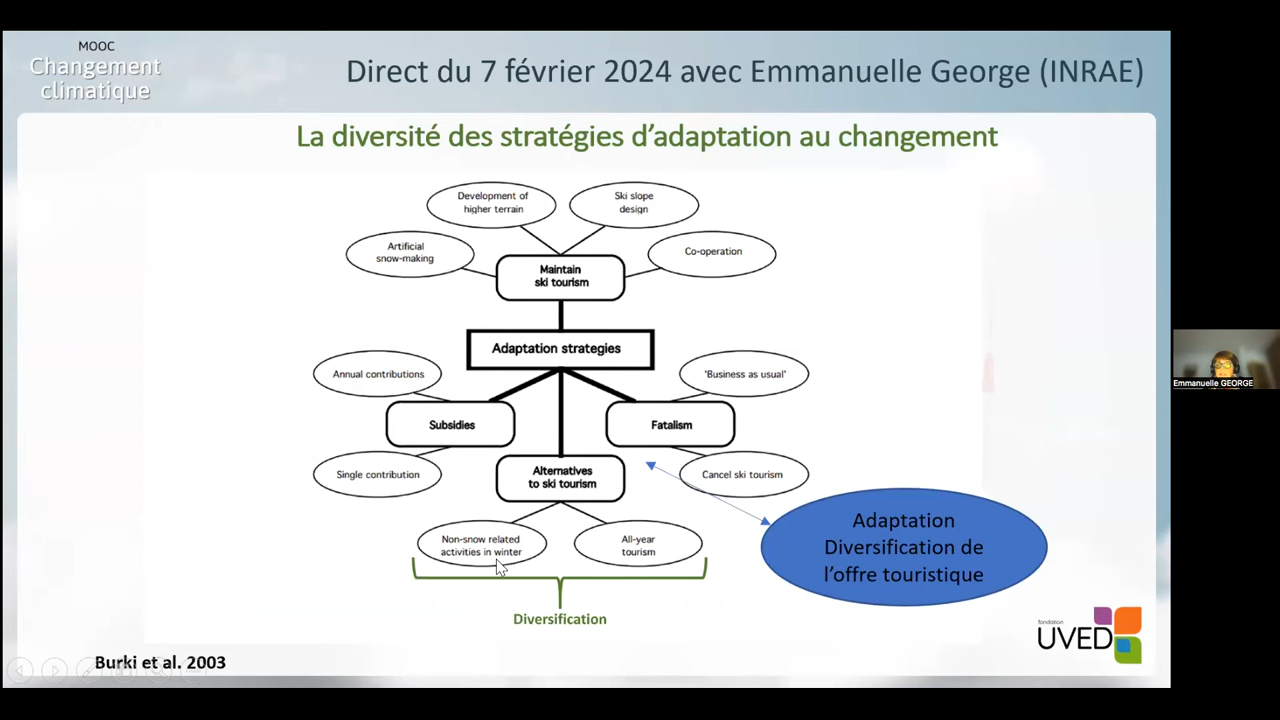 MOOC
Changement
climatique
Direct du 7 février 2024 avec Emmanuelle George (INRAE)
La diversité des stratégies d’adaptation au changement
Development of
higher terrain
Ski slope
design
Artificial
snow-making
Co-operation
Maintain
ski tourism
Adaptation strategies
Annual contributions
'Business as usual'
Subsidies
Fatalism
Single contribution
Alternatives
to ski tourism
Cancel ski tourism
Non-snow related
activities in winter
All-year
tourism
Adaptation
Diversification de
l’offre touristique
Diversification
Burki et al. 2003
fondation
UVED
Emmanuelle GEORGE